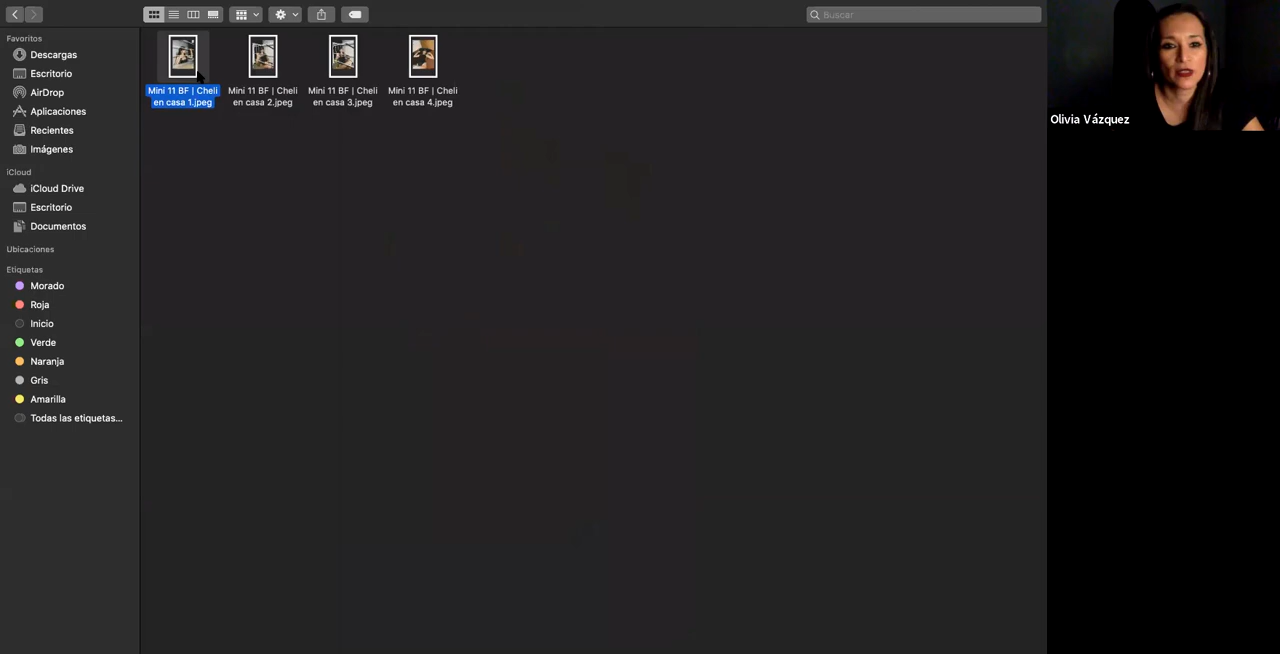 Buscar
Favoritos
Descargas
Escritorio
AirDrop
Aplicaciones
Recientes
Imágenes
iCloud
iCloud Drive
Escritorio
Documentos
Ubicaciones
Etiquetas
Morado
Roja
Inicio
Verde
Naranja
Gris
Amarilla
Todas las etiquetas...
Mini 11 BF | Cheli
en casa 1.jpeg
Mini 11 BF | Cheli
en casa 2.jpeg
Mini 11 BF | Cheli
en casa 3.jpeg
Mini 11 BF | Cheli
en casa 4.jpeg
Olivia Vázquez